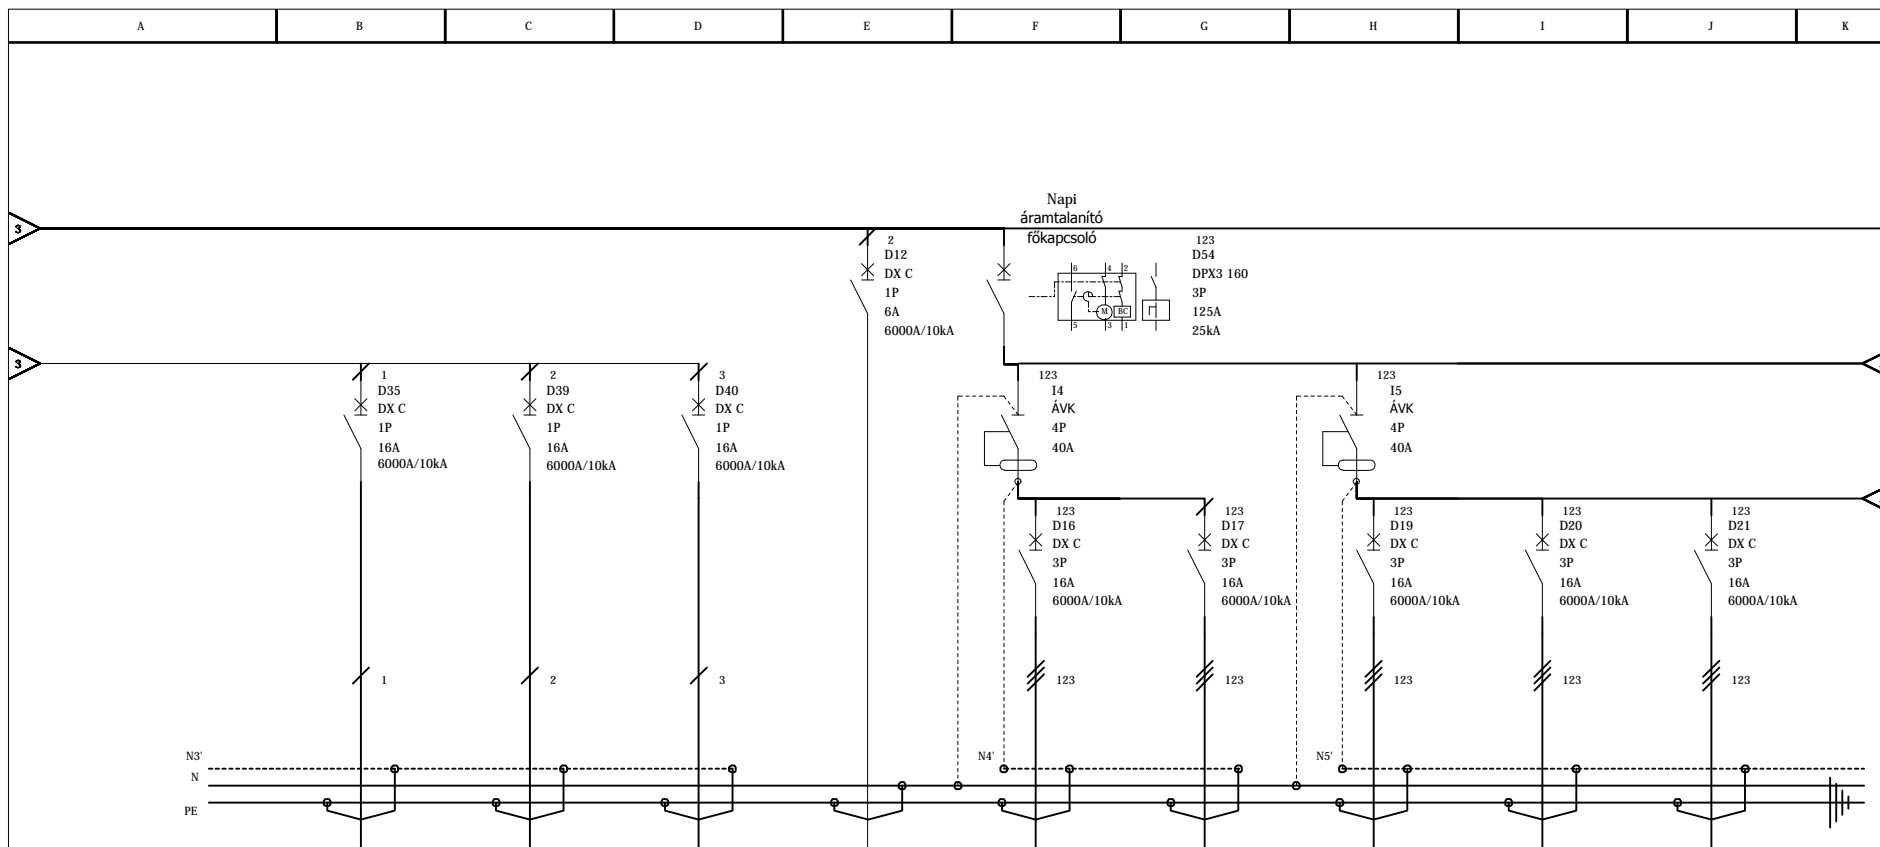 A B C D E F G H I J K
Napi
áramtalanító
főkapcsoló
3
2
D12
DX C
1P
6A
6000A/10kA
6 4 2
M BC
5 3 1
123
D54
DPX3 160
3P
125A
25kA
3
1
D35
DX C
1P
16A
6000A/10kA
2
D39
DX C
1P
16A
6000A/10kA
3
D40
DX C
1P
16A
6000A/10kA
123
I4
ÁVK
4P
40A
123
I5
ÁVK
4P
40A
123
D16
DX C
3P
16A
6000A/10kA
123
D17
DX C
3P
16A
6000A/10kA
123
D19
DX C
3P
16A
6000A/10kA
123
D20
DX C
3P
16A
6000A/10kA
123
D21
DX C
3P
16A
6000A/10kA
1 2 3 123 123 123 123 123
N3' N4' N5'
N
PE